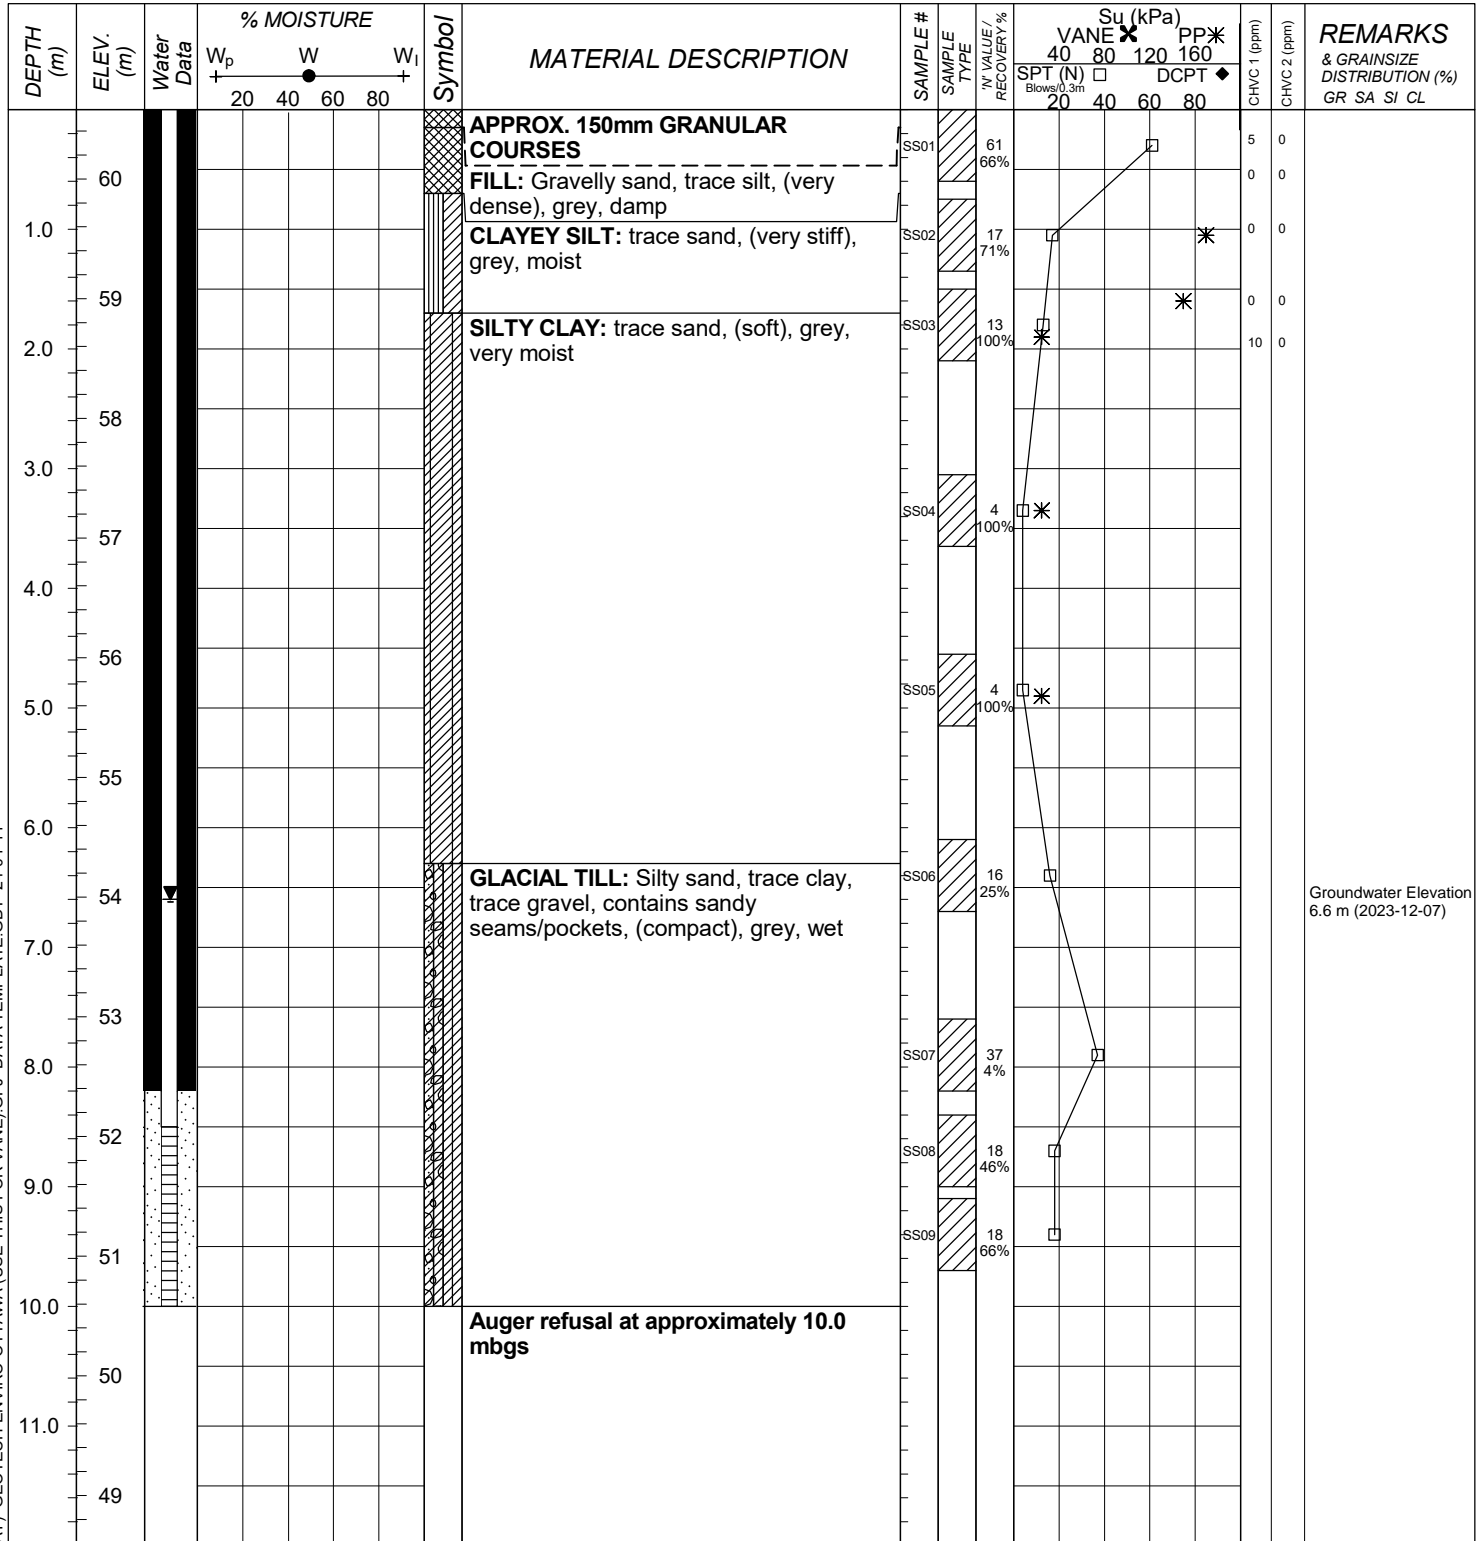 DEPTH (m)
ELEV. (m)
Water Data
% MOISTURE
Wp W Wl
20 40 60 80
Symbol
MATERIAL DESCRIPTION
SAMPLE #
SAMPLE TYPE
'N' VALUE / RECOVERY %
Su (kPa)
VANE PP
40 80 120 160
SPT (N) DCPT
Blows/0.3m
20 40 60 80
CHVC 1 (ppm)
CHVC 2 (ppm)
REMARKS
& GRAINSIZE
DISTRIBUTION (%)
GR SA SI CL
APPROX. 150mm GRANULAR
COURSES
SS01 61 5 0
66%
60 0 0
FILL: Gravelly sand, trace silt, (very
dense), grey, damp
1.0 0 0
CLAYEY SILT: trace sand, (very stiff),
grey, moist
SS02 17
71%
59 0 0
SILTY CLAY: trace sand, (soft), grey,
very moist
SS03 13
100%
2.0 10 0
58
3.0
SS04 4
100%
57
4.0
56
SS05 4
100%
5.0
55
6.0
GLACIAL TILL: Silty sand, trace clay,
trace gravel, contains sandy
seams/pockets, (compact), grey, wet
SS06 16
25%
54
Groundwater Elevation
6.6 m (2023-12-07)
7.0
53
SS07 37
4%
8.0
52
SS08 18
46%
9.0
SS09 18
66%
51
10.0
Auger refusal at approximately 10.0
mbgs
50
11.0
49